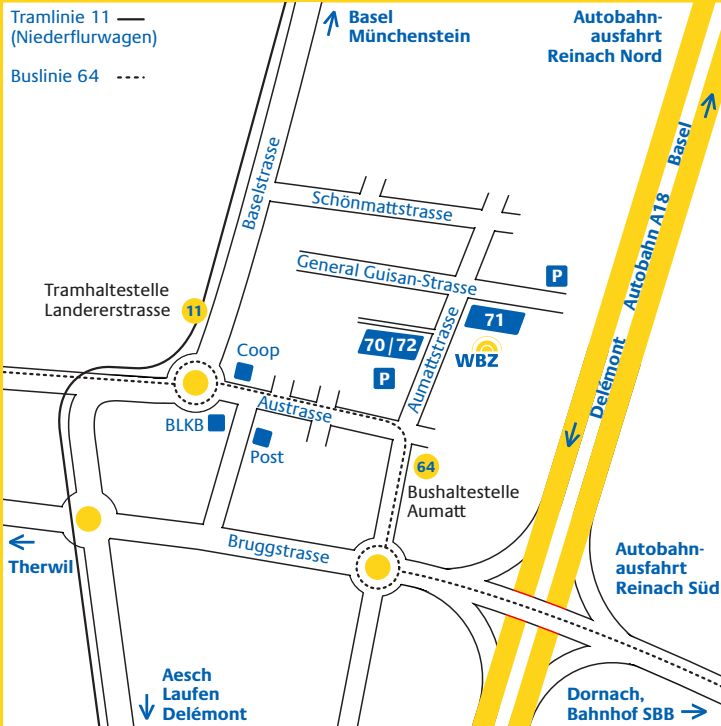 Tramlinie 11
(Niederflurwagen)
Buslinie 64
Basel
Münchenstein
Autobahn-
ausfahrt
Reinach Nord
Baselstrasse
Schönmattstrasse
General Guisan-Strasse
Aumattstrasse
Autobahn A18
Basel
Delémont
P
Tramhaltestelle
Landererstrasse
11
71
70 | 72
WBZ
P
Coop
Austrasse
BLKB
Post
64
Bushaltestelle
Aumatt
Bruggstrasse
Therwil
Autobahn-
ausfahrt
Reinach Süd
Aesch
Laufen
Delémont
Dornach,
Bahnhof SBB